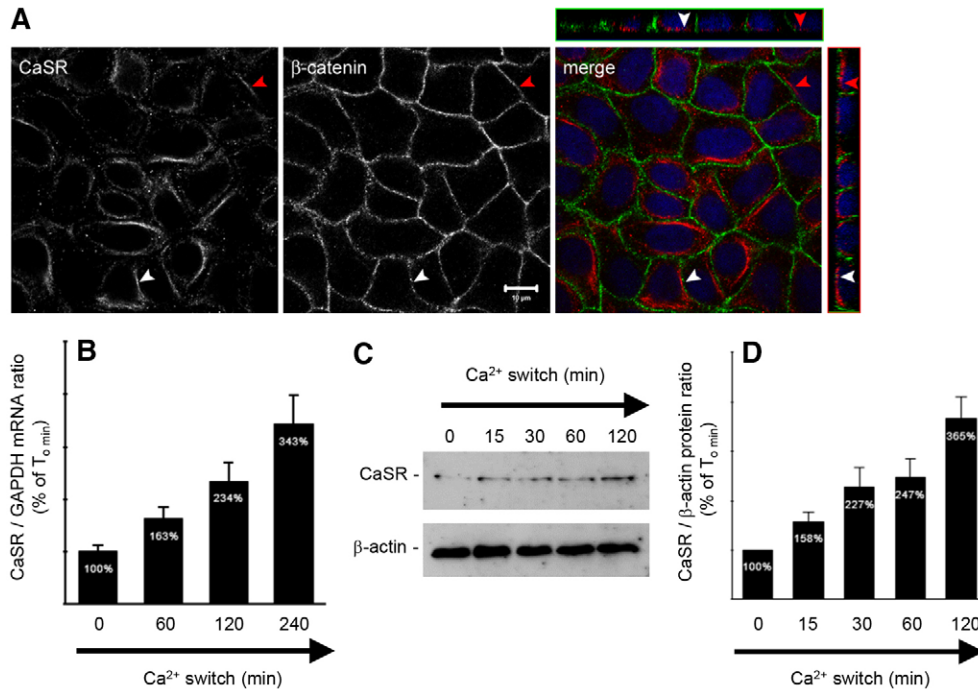 A
CaSR
β-catenin
merge
10 µm
B
CaSR / GAPDH mRNA ratio
(% of T₀ min)
100%
163%
234%
343%
0 60 120 240
Ca²⁺ switch (min)
C
Ca²⁺ switch (min)
0 15 30 60 120
CaSR -
β-actin -
D
CaSR / β-actin protein ratio
(% of T₀ min)
100%
158%
227%
247%
365%
0 15 30 60 120
Ca²⁺ switch (min)